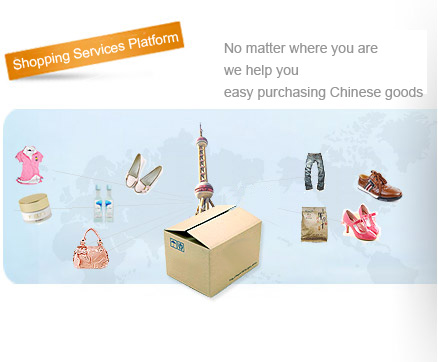 Shopping Services Platform
No matter where you are
we help you
easy purchasing Chinese goods